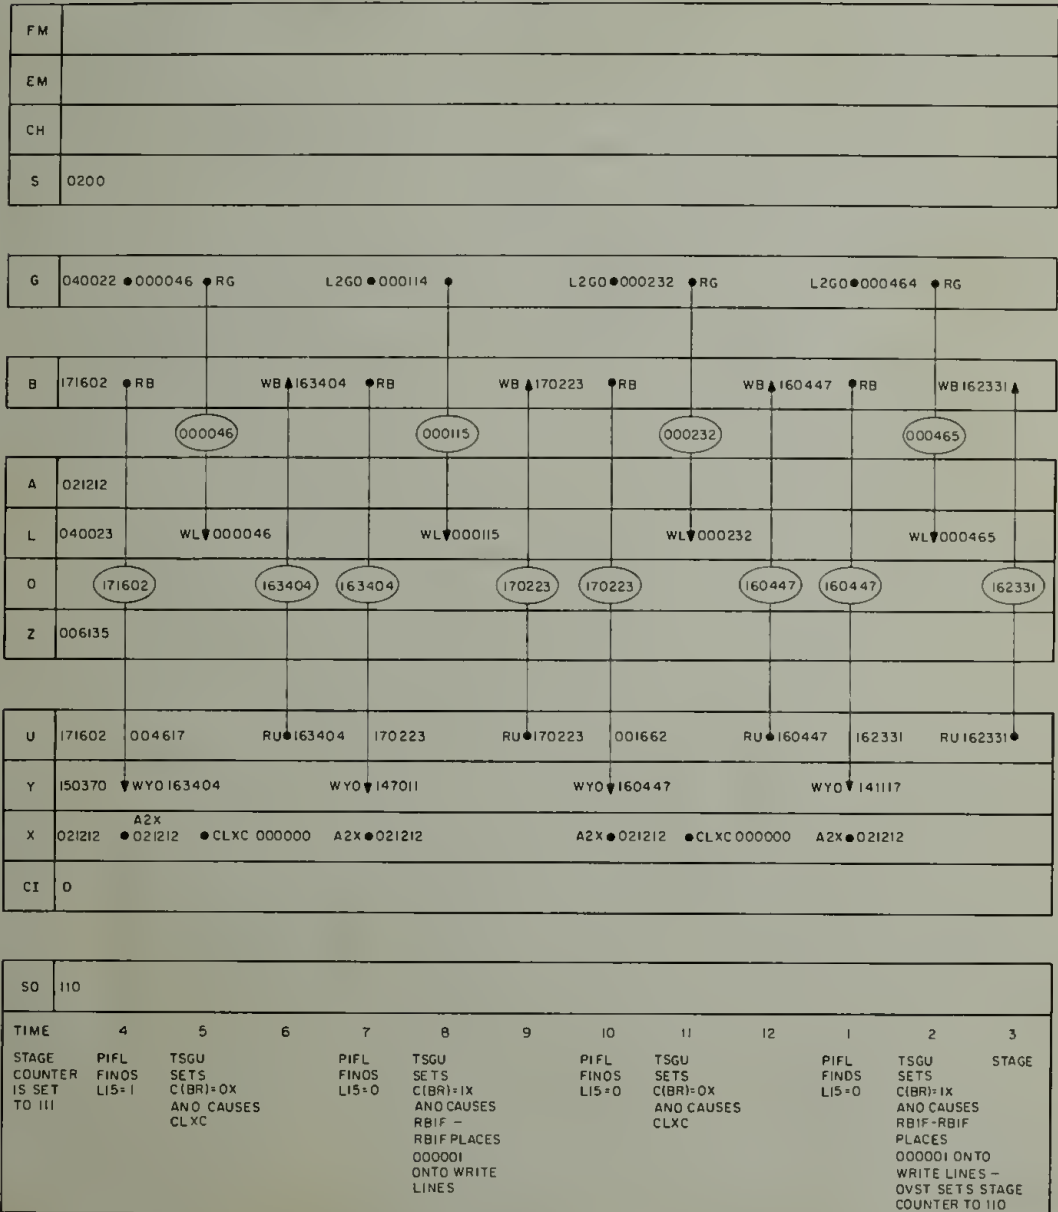 FM
EM
CH
S 0200
G 040022 000046 RG L2GO 000114 L2GO 000232 RG L2GO 000464 RG
B 171602 RB WB 163404 RB WB 170223 RB WB 160447 RB WB 162331
000046 000115 000232 000465
A 021212
L 040023 WL 000046 WL 000115 WL 000232 WL 000465
O 171602 163404 163404 170223 170223 160447 160447 162331
Z 006135
U 171602 004617 RU 163404 170223 RU 170223 001662 RU 160447 162331 RU 162331
Y 150370 WYO 163404 WYO 147011 WYO 160447 WYO 141117
A2X
X 021212 021212 CLXC 000000 A2X 021212 A2X 021212 CLXC 000000 A2X 021212
CI 0
SO 110
TIME 4 5 6 7 8 9 10 11 12 1 2 3
STAGE PIFL TSGU PIFL TSGU PIFL TSGU PIFL TSGU STAGE
COUNTER FINOS SETS FINOS SETS FINOS SETS FINDS SETS
IS SET L15=1 C(BR)=0X L15=0 C(BR)=1X L15=0 C(BR)=0X L15=0 C(BR)=1X
TO 111 ANO CAUSES ANO CAUSES ANO CAUSES ANO CAUSES
CLXC RB1F – CLXC RB1F-RB1F
RB1F PLACES PLACES
000001 000001 ONTO
ONTO WRITE WRITE LINES –
LINES OVST SETS STAGE
COUNTER TO 110